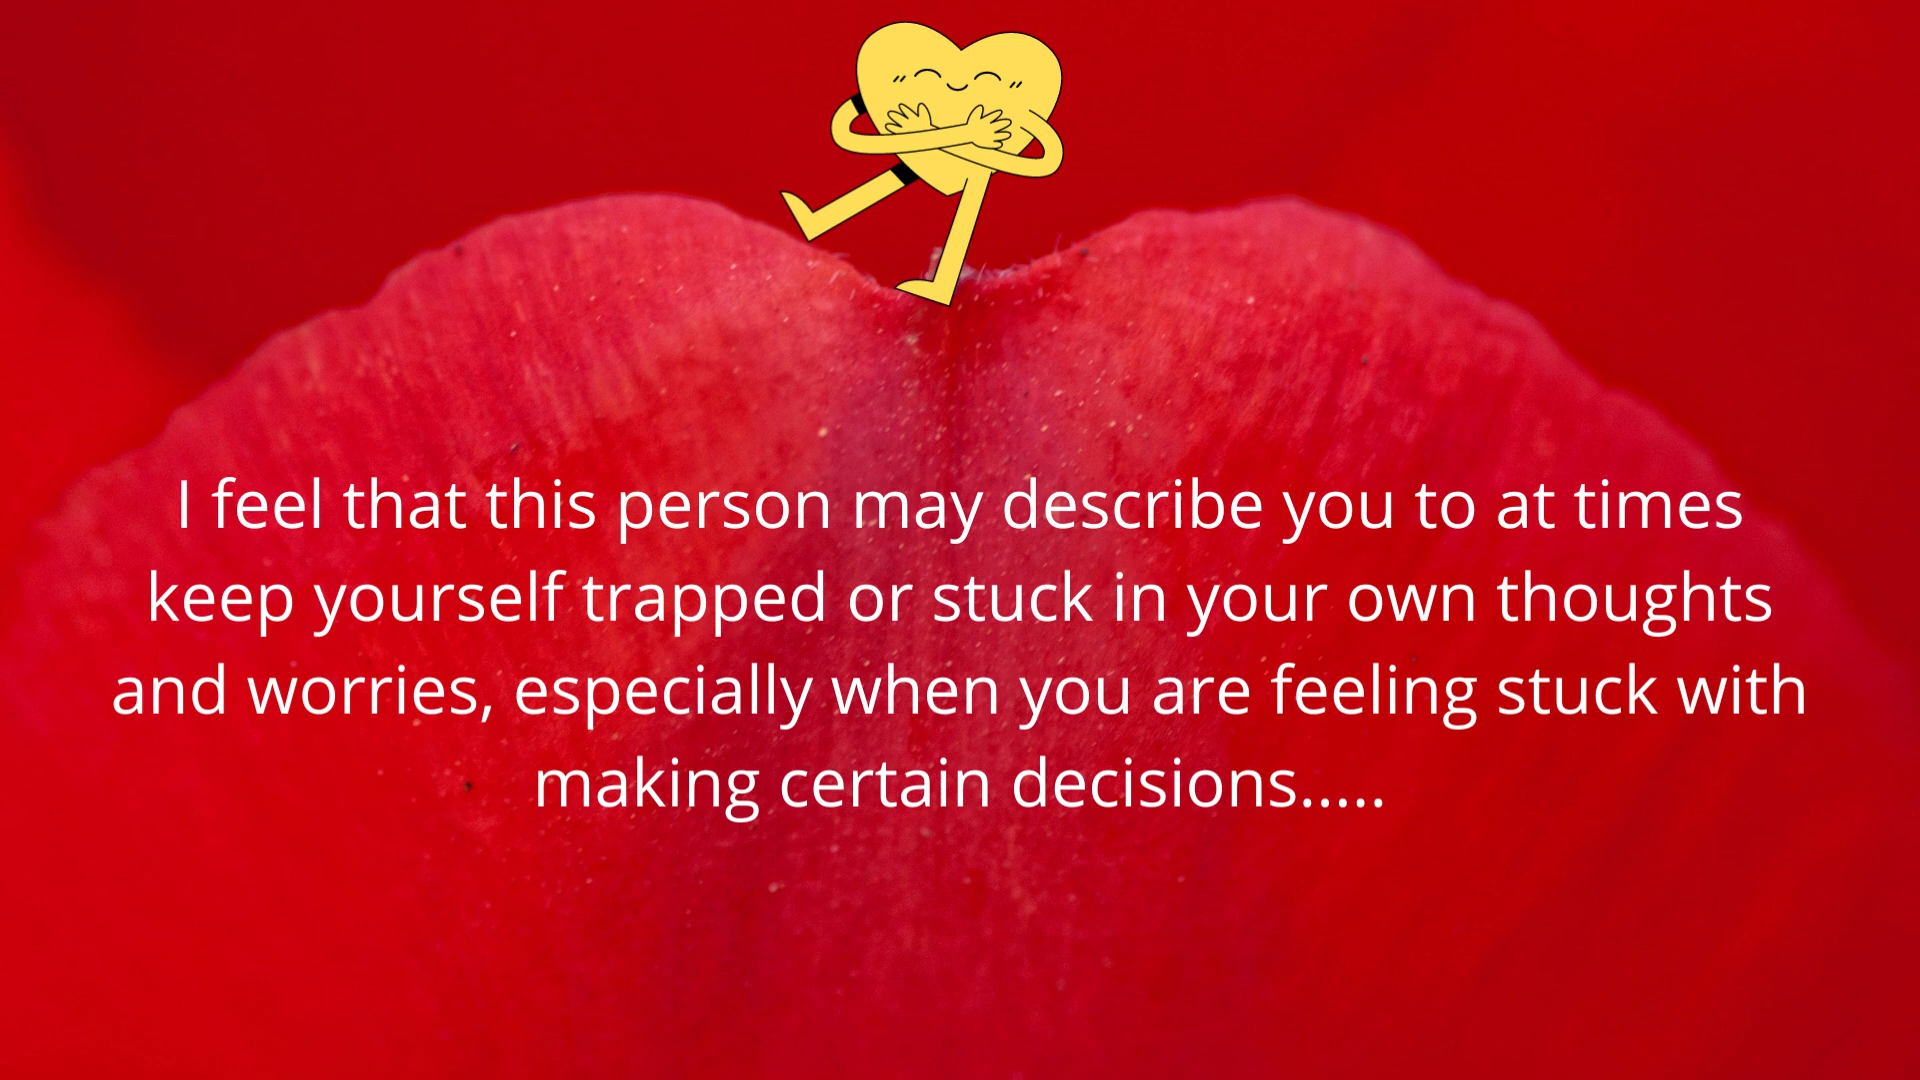 I feel that this person may describe you to at times
keep yourself trapped or stuck in your own thoughts
and worries, especially when you are feeling stuck with
making certain decisions.....